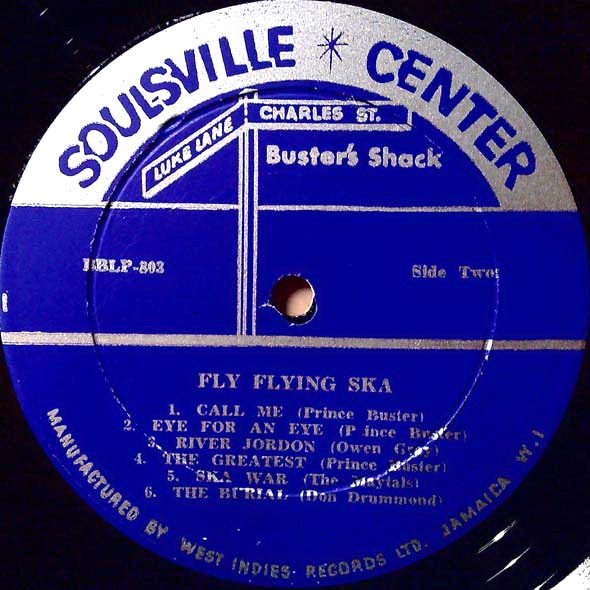 SOULSVILLE * CENTER
LUKE LANE
CHARLES ST.
Buster's Shack
BBLP-803
Side Two
FLY FLYING SKA
1. CALL ME (Prince Buster)
2. EYE FOR AN EYE (P ince Buster)
3. RIVER JORDON (Owen Gray)
4. THE GREATEST (Prince Buster)
5. SKA WAR (The Maytals)
6. THE BURIAL (Don Drummond)
MANUFACTURED BY WEST INDIES RECORDS LTD. JAMAICA W.I